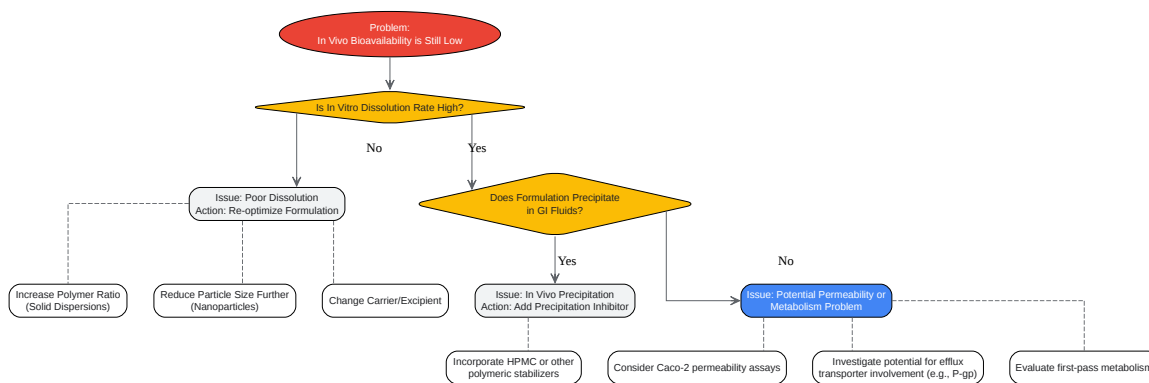 Problem:
In Vivo Bioavailability is Still Low
Is In Vitro Dissolution Rate High?
No
Yes
Issue: Poor Dissolution
Action: Re-optimize Formulation
Does Formulation Precipitate
in GI Fluids?
Yes
No
Increase Polymer Ratio
(Solid Dispersions)
Reduce Particle Size Further
(Nanoparticles)
Change Carrier/Excipient
Issue: In Vivo Precipitation
Action: Add Precipitation Inhibitor
Issue: Potential Permeability or
Metabolism Problem
Incorporate HPMC or other
polymeric stabilizers
Consider Caco-2 permeability assays
Investigate potential for efflux
transporter involvement (e.g., P-gp)
Evaluate first-pass metabolism